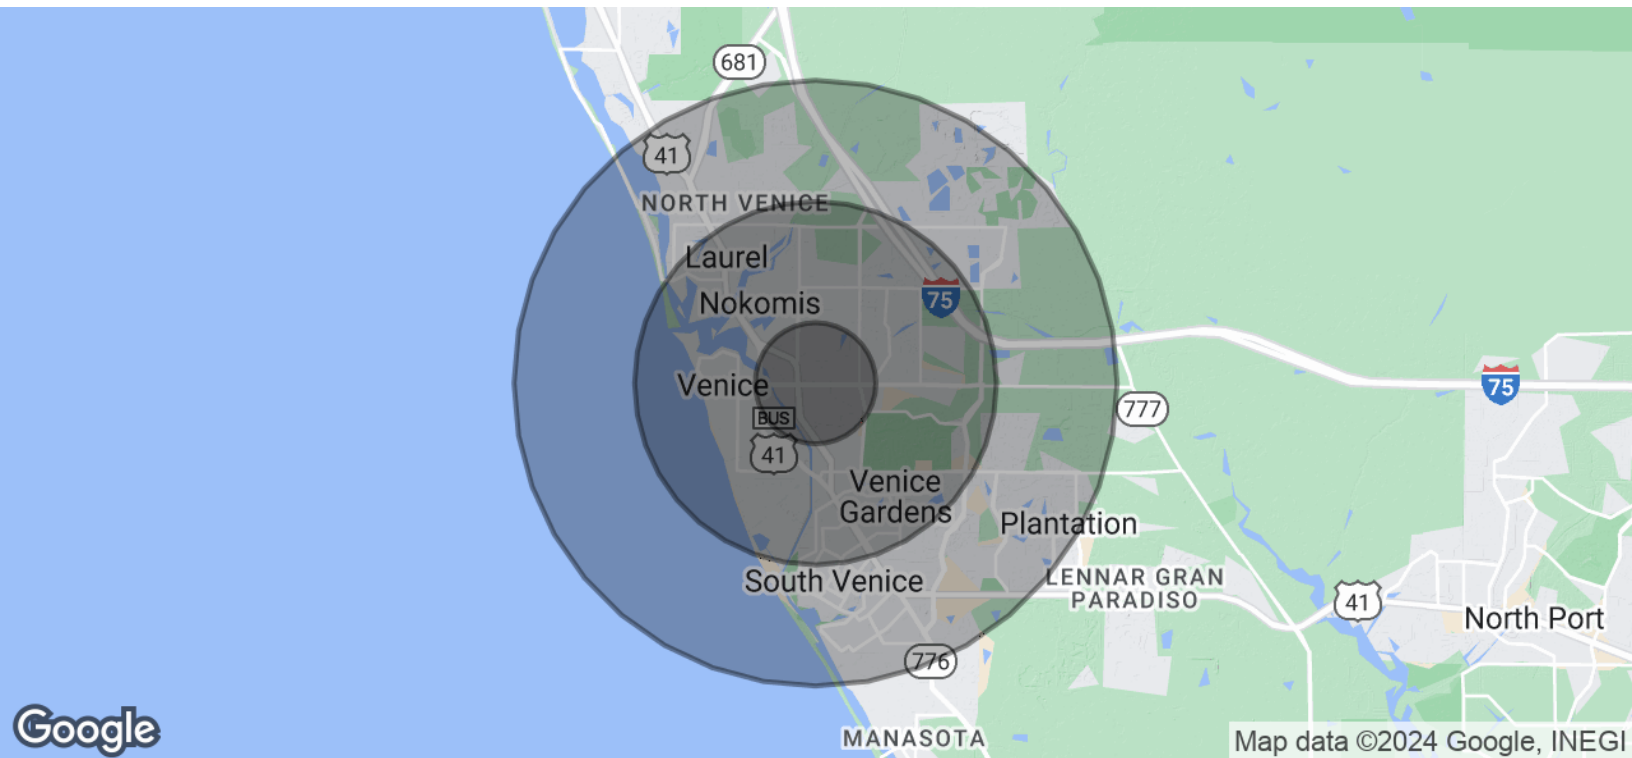 681
41
NORTH VENICE
Laurel
Nokomis
75
Venice
BUS
41
75
777
Venice
Gardens
Plantation
South Venice
LENNAR GRAN
PARADISO
41
North Port
776
MANASOTA
Google
Map data ©2024 Google, INEGI